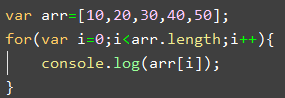 var arr=[10,20,30,40,50];
for(var i=0;i<arr.length;i++){
    console.log(arr[i]);
}